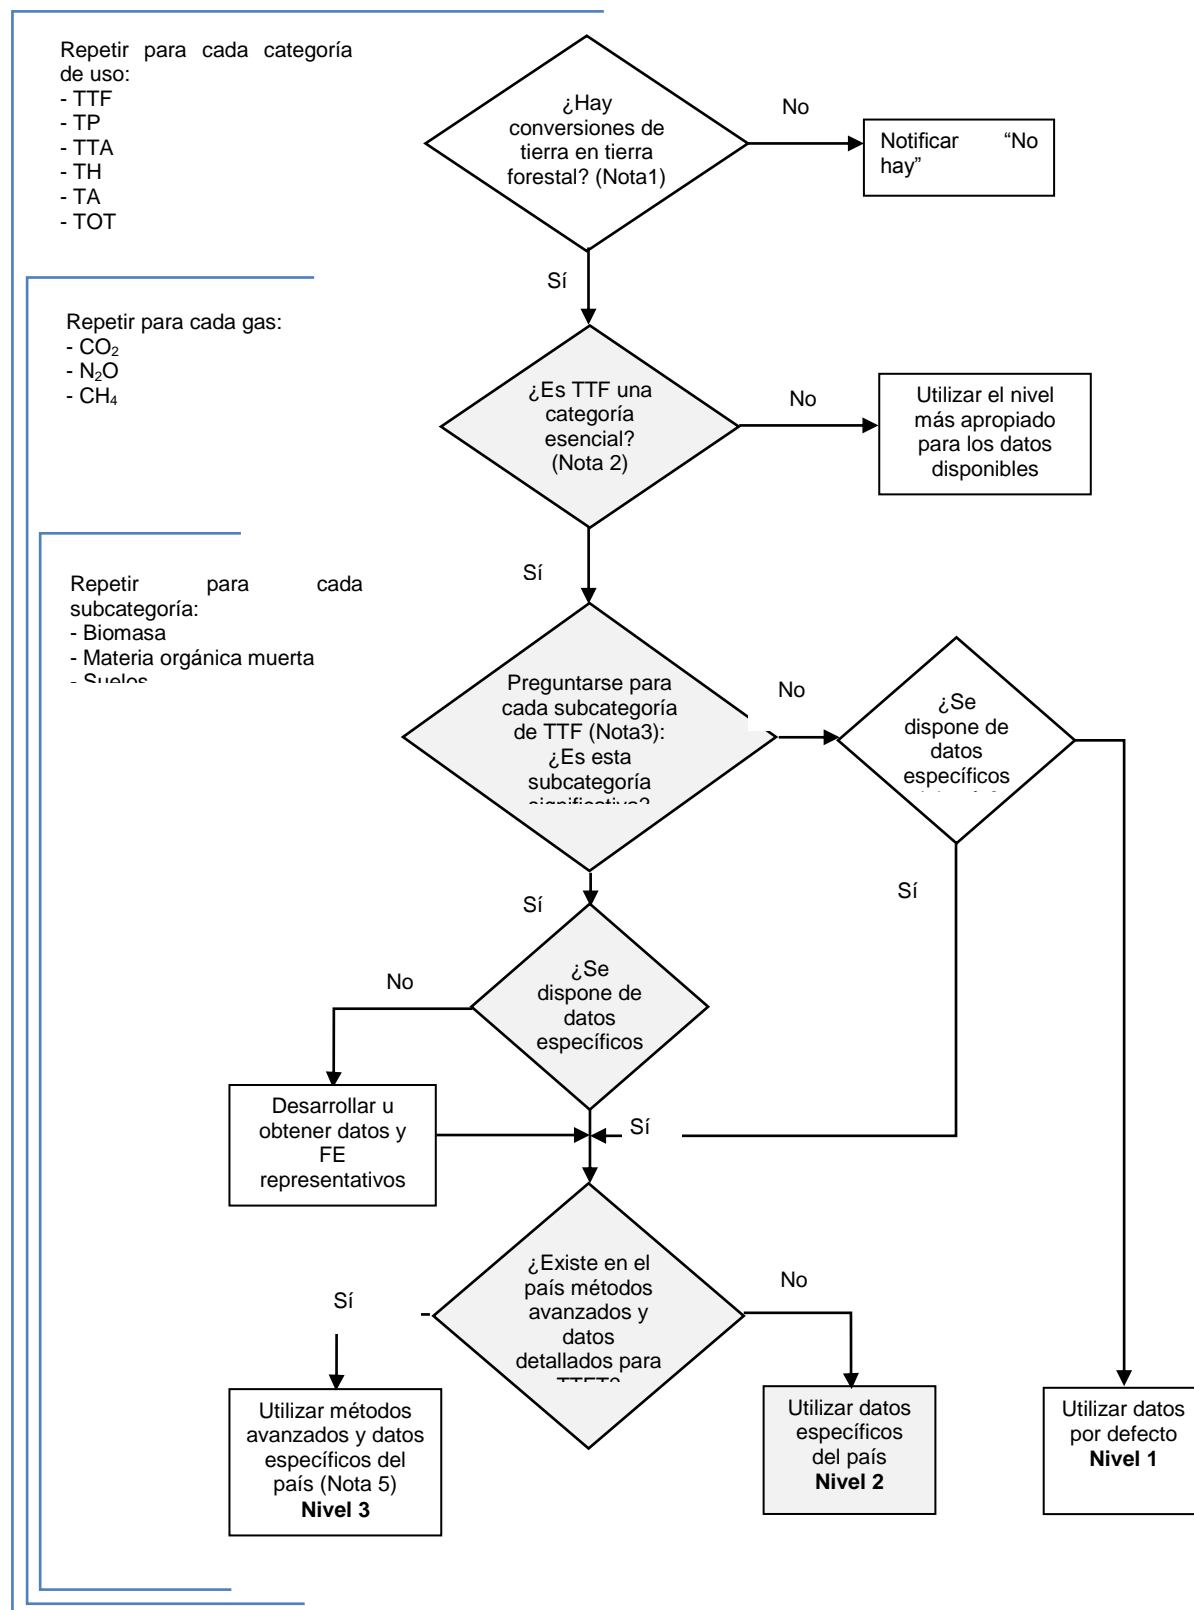 Repetir para cada categoría
de uso:
- TTF
- TP
- TTA
- TH
- TA
- TOT
¿Hay
conversiones de
tierra en tierra
forestal? (Nota1)
No
Notificar “No
hay”
Sí
Repetir para cada gas:
- CO₂
- N₂O
- CH₄
¿Es TTF una
categoría
esencial?
(Nota 2)
No
Utilizar el nivel
más apropiado
para los datos
disponibles
Sí
Repetir para cada
subcategoría:
- Biomasa
- Materia orgánica muerta
- Suelos
Preguntarse para
cada subcategoría
de TTF (Nota3):
¿Es esta
subcategoría
significativa?
No
¿Se
dispone de
datos
específicos
Sí
Sí
¿Se
dispone de
datos
específicos
No
Desarrollar u
obtener datos y
FE
representativos
Sí
¿Existe en el
país métodos
avanzados y
datos
detallados para
Sí
No
Utilizar métodos
avanzados y datos
específicos del
país (Nota 5)
Nivel 3
Utilizar datos
específicos
del país
Nivel 2
Utilizar datos
por defecto
Nivel 1